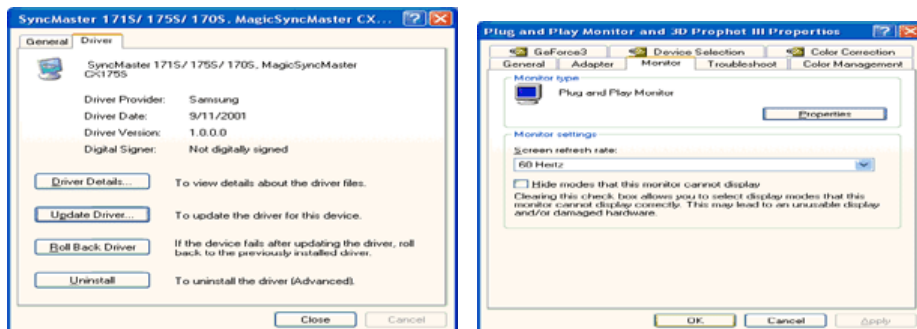 SyncMaster 171S/ 175S/ 170S, MagicSyncMaster CX...
General Driver
SyncMaster 171S/ 175S/ 170S, MagicSyncMaster
CX175S
Driver Provider: Samsung
Driver Date: 9/11/2001
Driver Version: 1.0.0.0
Digital Signer: Not digitally signed
Driver Details... To view details about the driver files.
Update Driver... To update the driver for this device.
Roll Back Driver If the device fails after updating the driver, roll
back to the previously installed driver.
Uninstall To uninstall the driver (Advanced).
Close Cancel
Plug and Play Monitor and 3D Prophet III Properties
GeForce3 Device Selection Color Correction
General Adapter Monitor Troubleshoot Color Management
Monitor type
Plug and Play Monitor
Properties
Monitor settings
Screen refresh rate:
60 Hertz
Hide modes that this monitor cannot display
Clearing this check box allows you to select display modes that this
monitor cannot display correctly. This may lead to an unusable display
and/or damaged hardware.
OK Cancel Apply